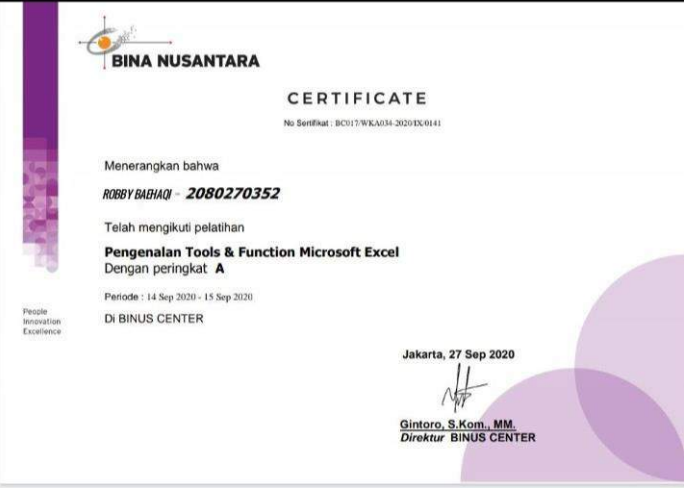 BINA NUSANTARA
CERTIFICATE
No Sertifikat : BC017/WKA034-2020/IX/0141
Menerangkan bahwa
ROBBY BAEHAQI - 2080270352
Telah mengikuti pelatihan
Pengenalan Tools & Function Microsoft Excel
Dengan peringkat A
Periode : 14 Sep 2020 - 15 Sep 2020
Di BINUS CENTER
People
Innovation
Excellence
Jakarta, 27 Sep 2020
Gintoro, S.Kom., MM.
Direktur BINUS CENTER